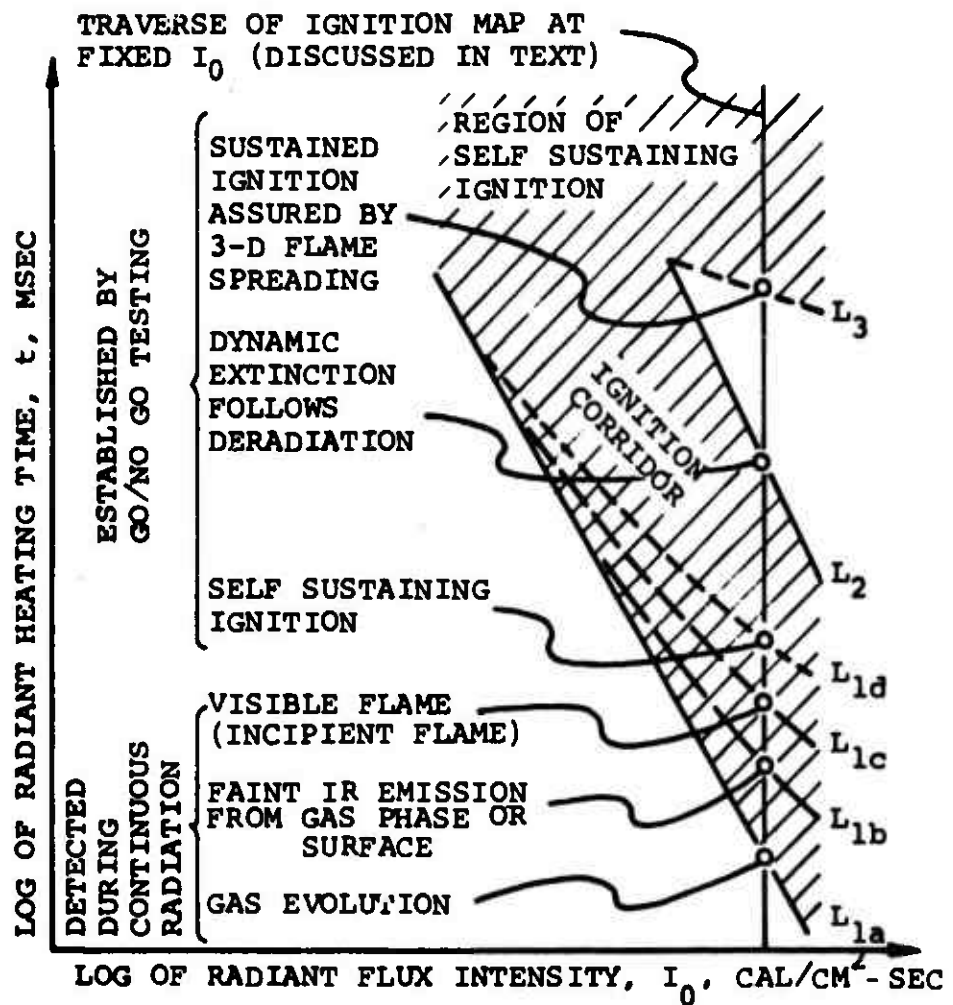 TRAVERSE OF IGNITION MAP AT
FIXED I0 (DISCUSSED IN TEXT)
REGION OF
SELF SUSTAINING
IGNITION
SUSTAINED
IGNITION
ASSURED BY
3-D FLAME
SPREADING
L3
DYNAMIC
EXTINCTION
FOLLOWS
DERADIATION
IGNITION
CORRIDOR
L2
SELF SUSTAINING
IGNITION
L1d
VISIBLE FLAME
(INCIPIENT FLAME)
L1c
FAINT IR EMISSION
FROM GAS PHASE OR
SURFACE
L1b
GAS EVOLUTION
L1a
ESTABLISHED BY
GO/NO GO TESTING
DETECTED
DURING
CONTINUOUS
RADIATION
LOG OF RADIANT HEATING TIME, t, MSEC
LOG OF RADIANT FLUX INTENSITY, I0, CAL/CM2-SEC